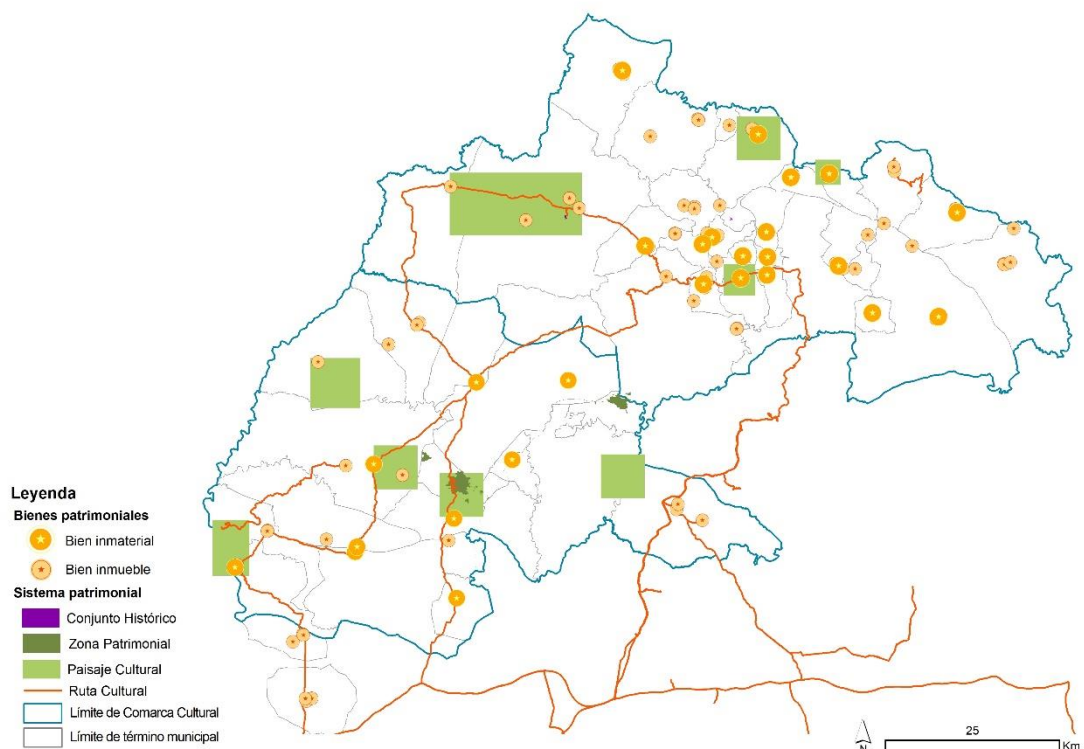 Leyenda
Bienes patrimoniales
Bien inmaterial
Bien inmueble
Sistema patrimonial
Conjunto Histórico
Zona Patrimonial
Paisaje Cultural
Ruta Cultural
Límite de Comarca Cultural
Límite de término municipal
N
25
Km